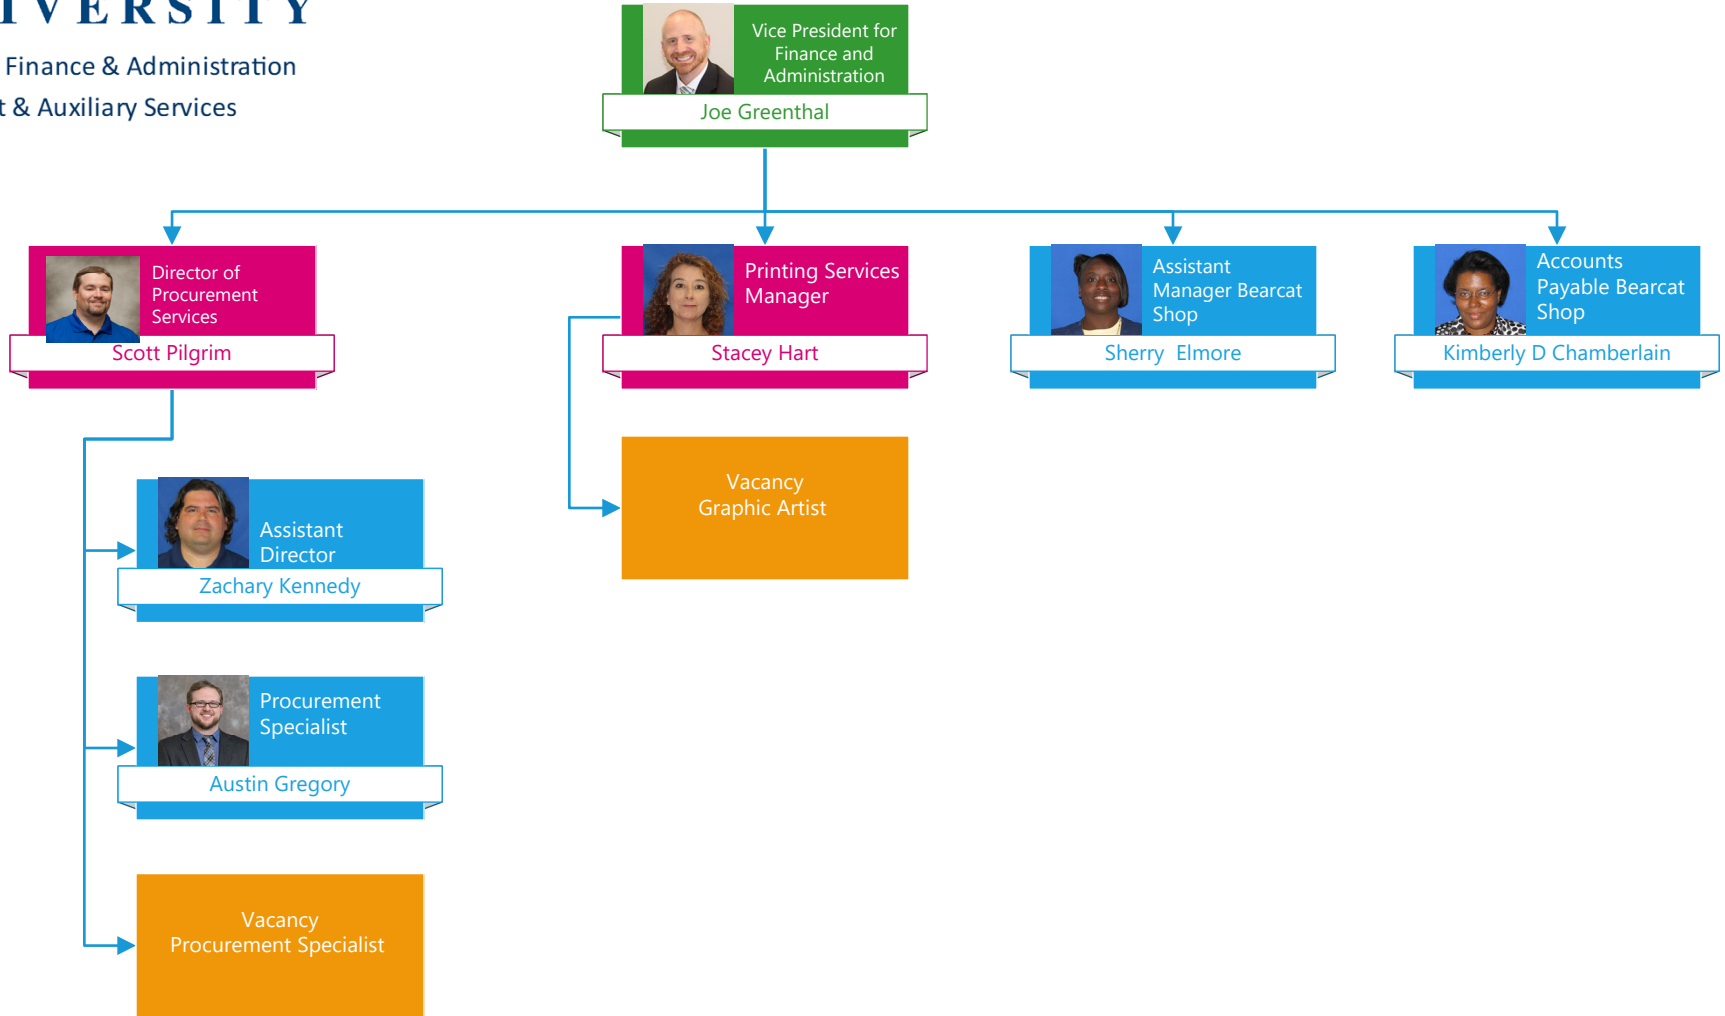 Finance & Administration
& Auxiliary Services
Vice President for
Finance and
Administration
Joe Greenthal
Director of
Procurement
Services
Scott Pilgrim
Printing Services
Manager
Stacey Hart
Assistant
Manager Bearcat
Shop
Sherry Elmore
Accounts
Payable Bearcat
Shop
Kimberly D Chamberlain
Vacancy
Graphic Artist
Assistant
Director
Zachary Kennedy
Procurement
Specialist
Austin Gregory
Vacancy
Procurement Specialist